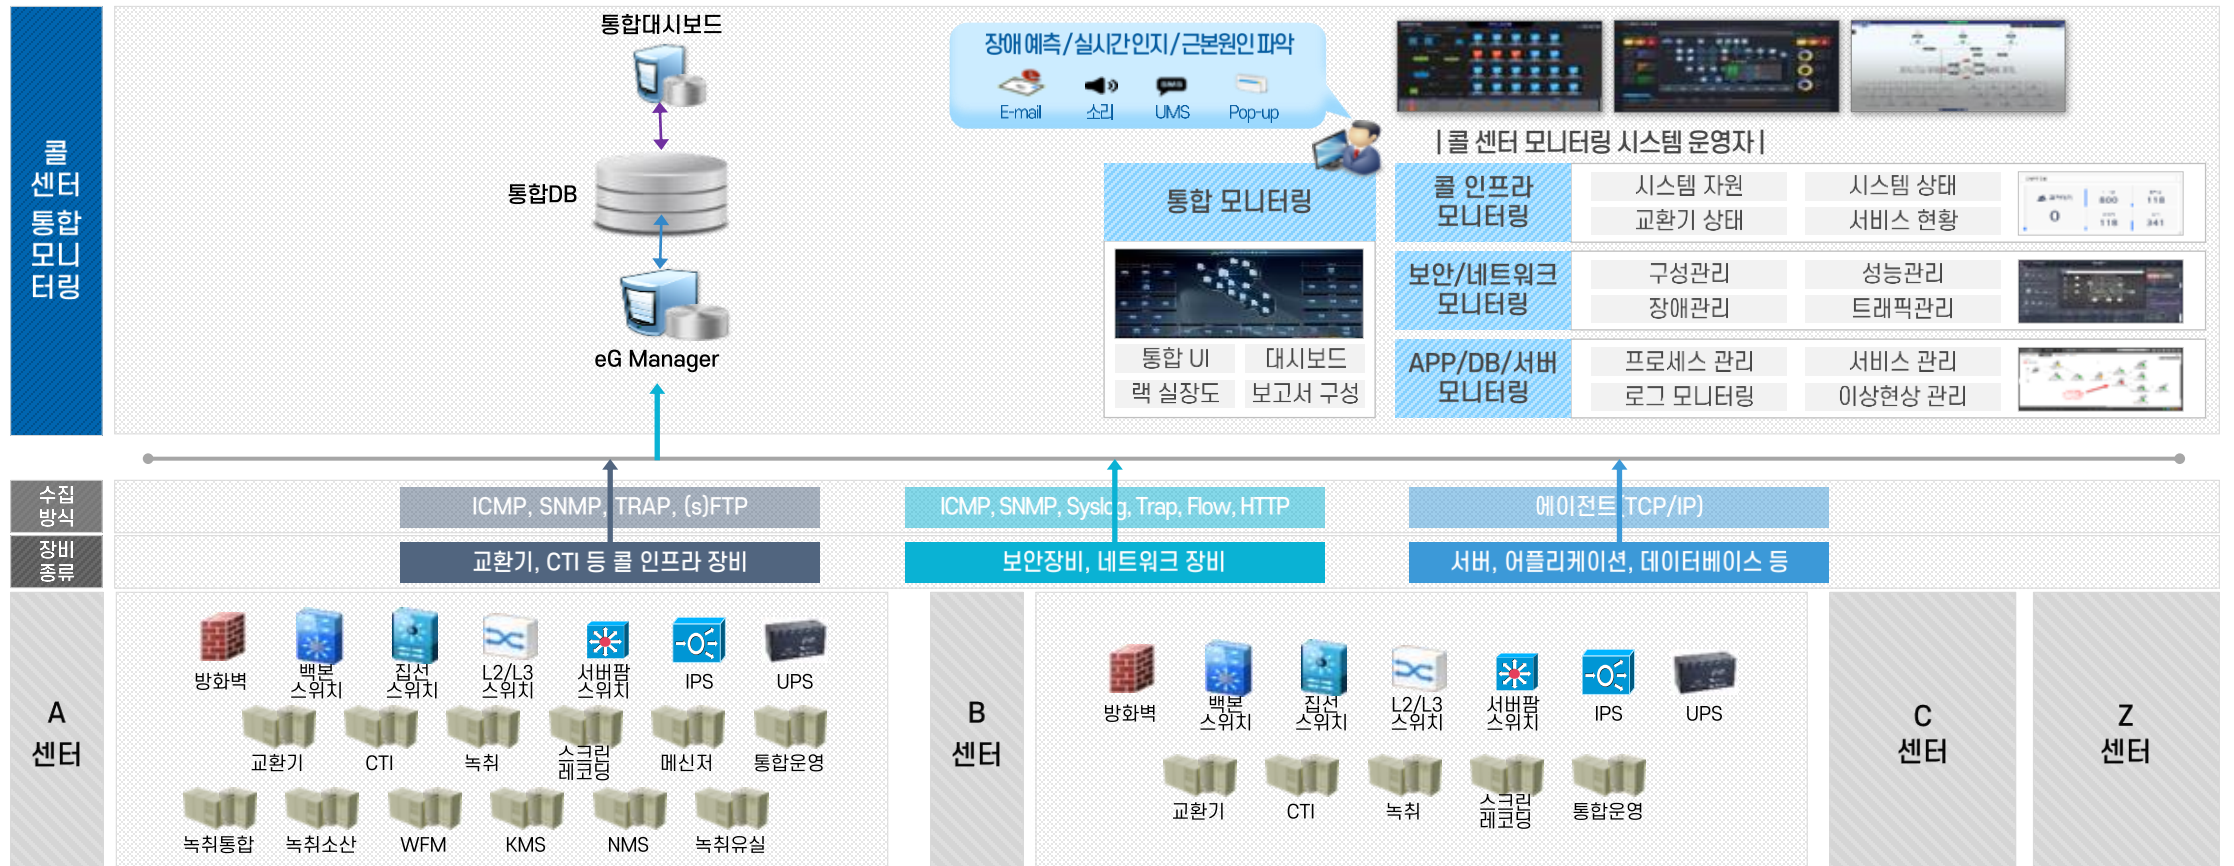 콜
센터
통합
모니
터링
통합대시보드
통합DB
eG Manager
장애 예측 / 실시간 인지 / 근본원인 파악
E-mail
소리
UMS
Pop-up
| 콜 센터 모니터링 시스템 운영자 |
통합 모니터링
통합 UI
대시보드
랙 실장도
보고서 구성
콜 인프라
모니터링
시스템 자원
시스템 상태
교환기 상태
서비스 현황
0
800
118
118
341
보안/네트워크
모니터링
구성관리
성능관리
장애관리
트래픽관리
APP/DB/서버
모니터링
프로세스 관리
서비스 관리
로그 모니터링
이상현상 관리
수집
방식
ICMP, SNMP, TRAP, (s)FTP
ICMP, SNMP, Syslog, Trap, Flow, HTTP
에이전트(TCP/IP)
장비
종류
교환기, CTI 등 콜 인프라 장비
보안장비, 네트워크 장비
서버, 어플리케이션, 데이터베이스 등
A
센터
방화벽
백본
스위치
집선
스위치
L2/L3
스위치
서버팜
스위치
IPS
UPS
교환기
CTI
녹취
스크린
레코딩
메신저
통합운영
녹취통합
녹취소산
WFM
KMS
NMS
녹취유실
B
센터
방화벽
백본
스위치
집선
스위치
L2/L3
스위치
서버팜
스위치
IPS
UPS
교환기
CTI
녹취
스크린
레코딩
통합운영
C
센터
Z
센터